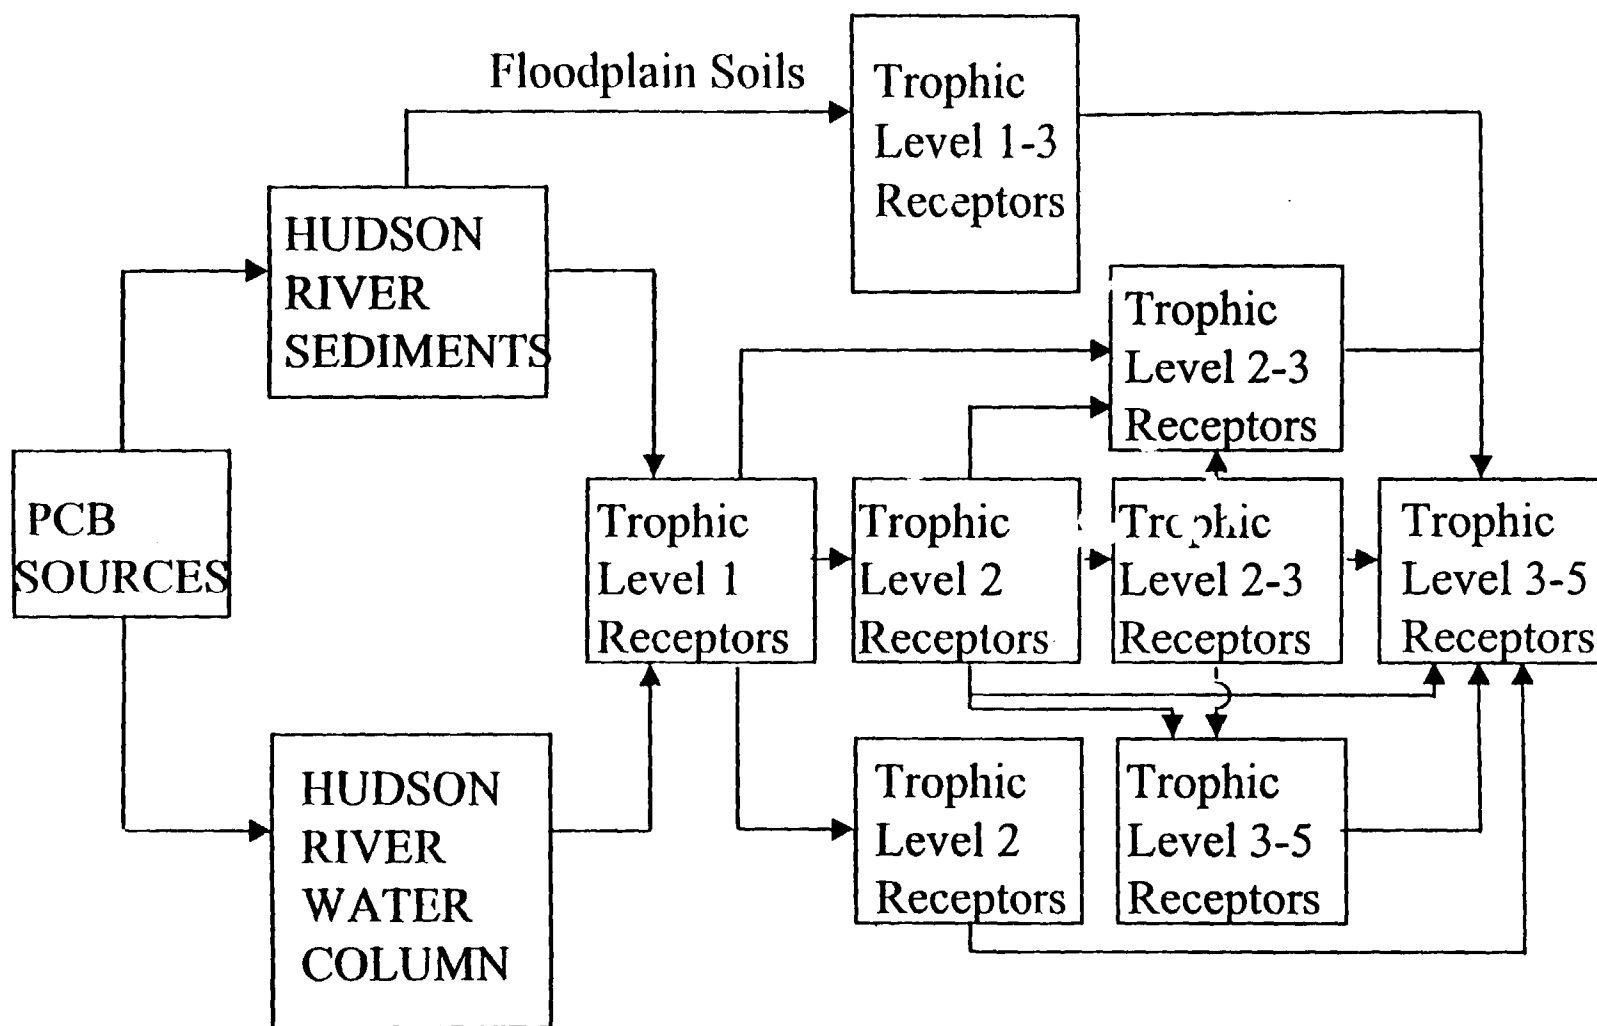 Floodplain Soils
Trophic
Level 1-3
Receptors
HUDSON
RIVER
SEDIMENTS
Trophic
Level 2-3
Receptors
PCB
SOURCES
Trophic
Level 1
Receptors
Trophic
Level 2
Receptors
Trophic
Level 2-3
Receptors
Trophic
Level 3-5
Receptors
HUDSON
RIVER
WATER
COLUMN
Trophic
Level 2
Receptors
Trophic
Level 3-5
Receptors